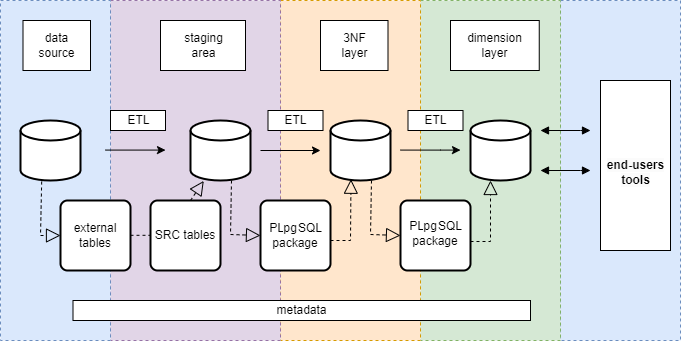 data
source
staging
area
3NF
layer
dimension
layer
ETL
ETL
ETL
end-users
tools
external
tables
SRC tables
PLpgSQL
package
PLpgSQL
package
metadata